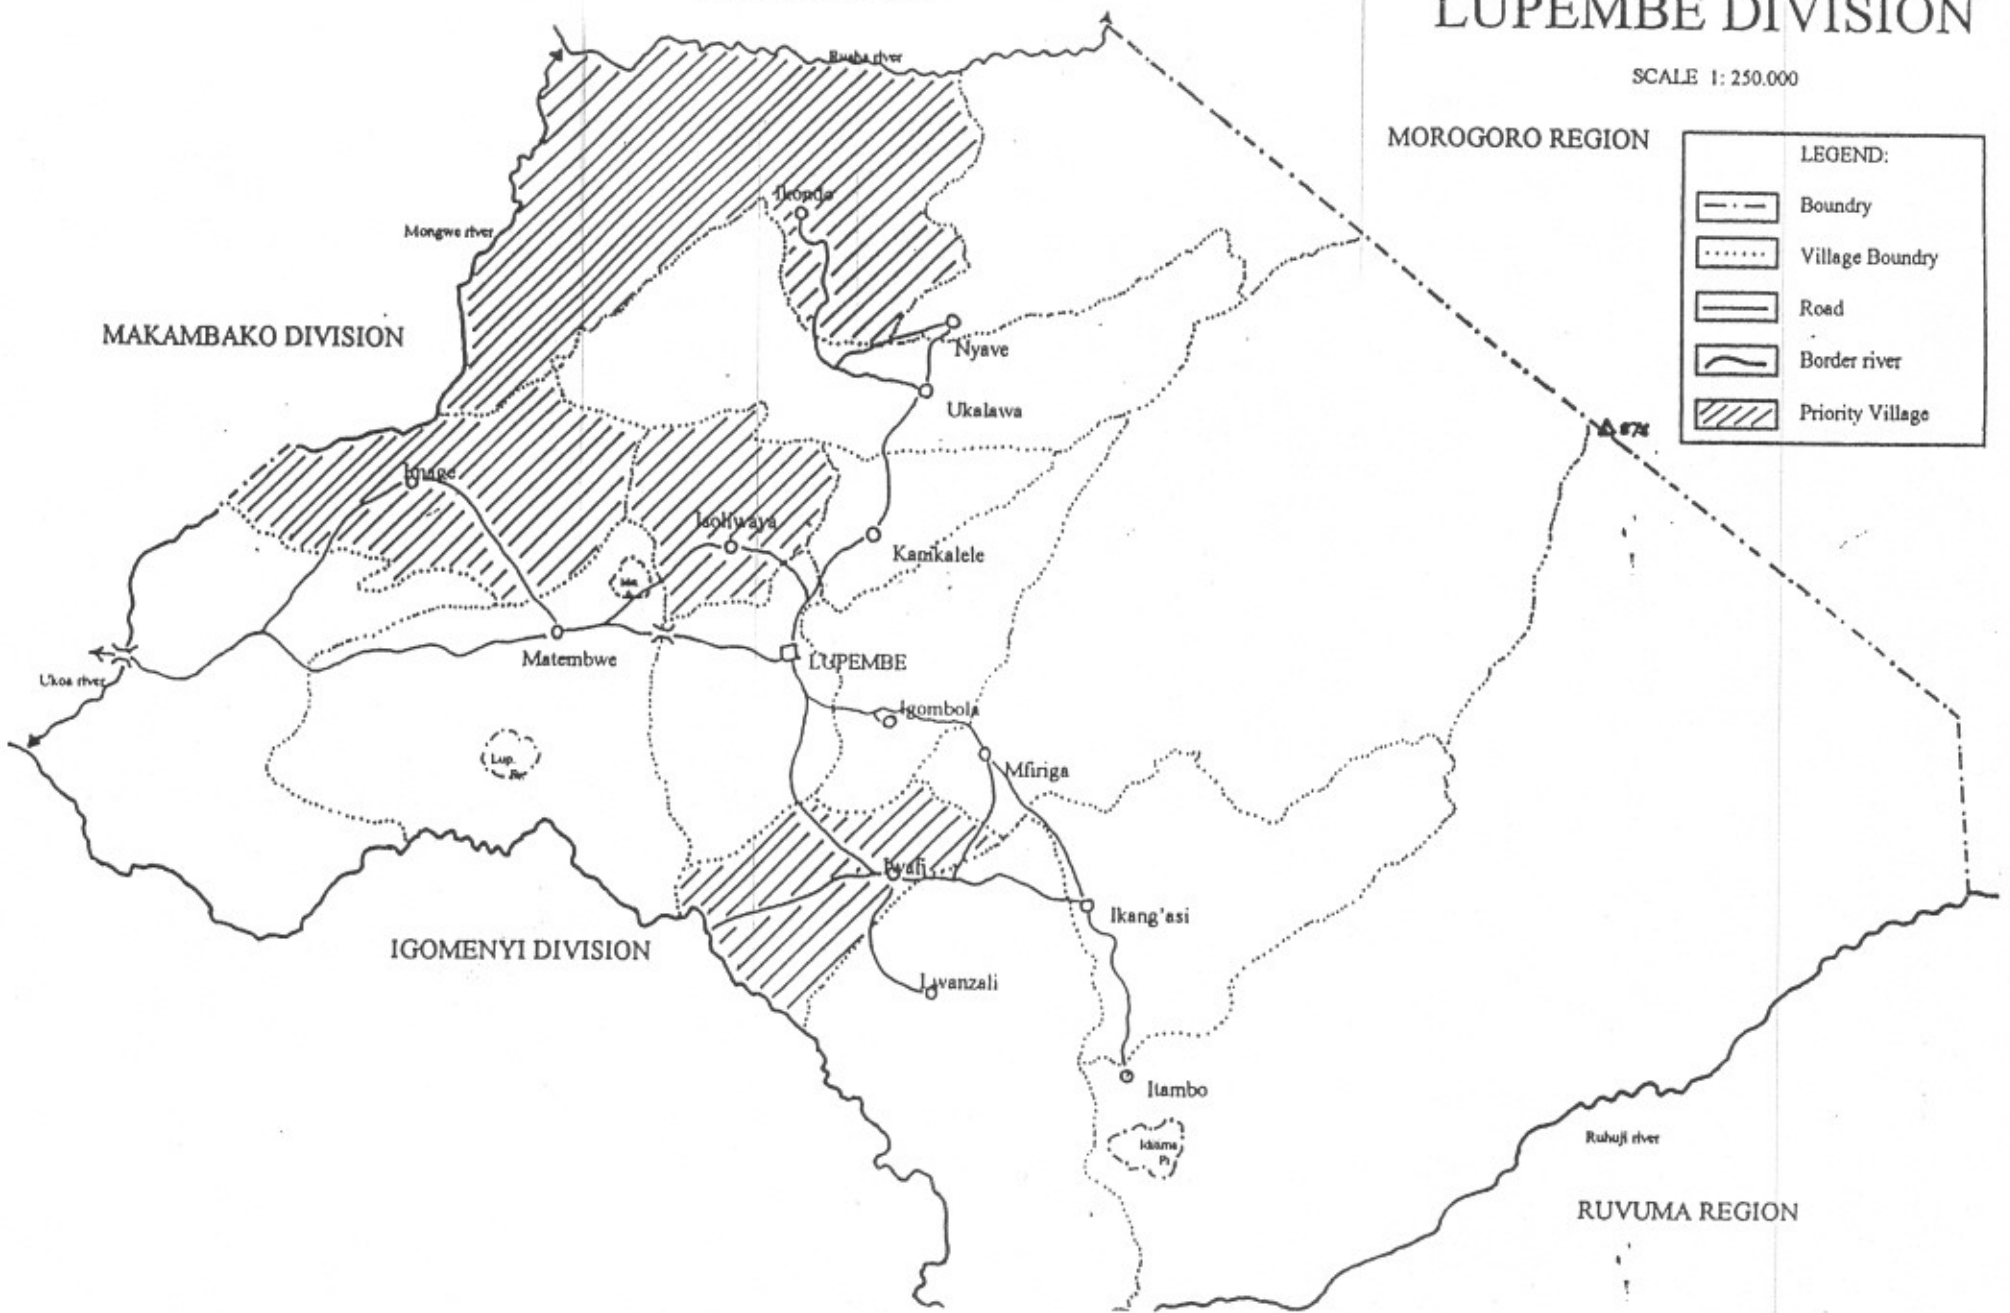 LUPEMBE DIVISION
SCALE 1: 250.000
MOROGORO REGION
LEGEND:
Boundry
Village Boundry
Road
Border river
Priority Village
Ruaha river
Ikondo
Mongwe river
MAKAMBAKO DIVISION
Nyave
Ukalawa
Image
Isoliwaya
Kanikalele
Matembwe
LUPEMBE
Ukoa river
Igombola
Lup.
Mfiriga
Iwafi
Ikang'asi
IGOMENYI DIVISION
Lwanzali
Itambo
Ruhuji river
RUVUMA REGION